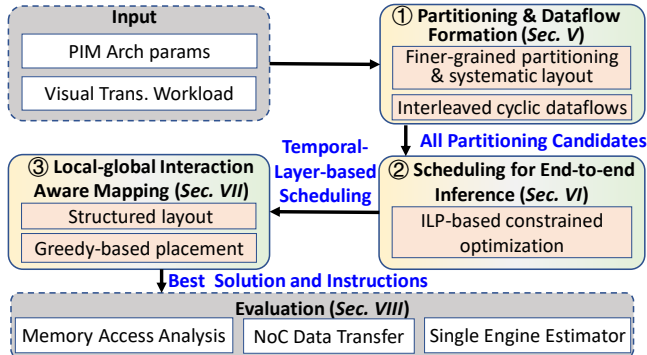 Input
PIM Arch params
Visual Trans. Workload
① Partitioning & Dataflow
Formation (Sec. V)
Finer-grained partitioning
& systematic layout
Interleaved cyclic dataflows
All Partitioning Candidates
② Scheduling for End-to-end
Inference (Sec. VI)
ILP-based constrained
optimization
Temporal-
Layer-based
Scheduling
③ Local-global Interaction
Aware Mapping (Sec. VII)
Structured layout
Greedy-based placement
Best Solution and Instructions
Evaluation (Sec. VIII)
Memory Access Analysis
NoC Data Transfer
Single Engine Estimator